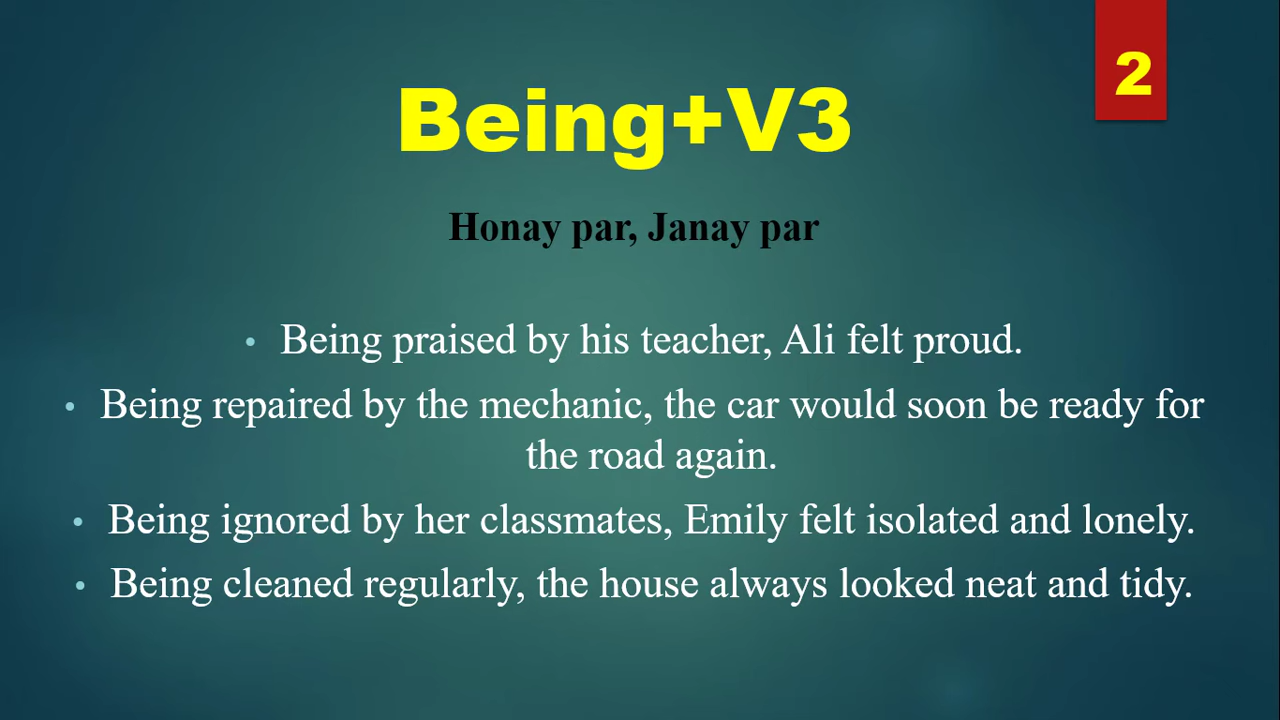 2
Being+V3
Honay par, Janay par
• Being praised by his teacher, Ali felt proud.
• Being repaired by the mechanic, the car would soon be ready for
the road again.
• Being ignored by her classmates, Emily felt isolated and lonely.
• Being cleaned regularly, the house always looked neat and tidy.